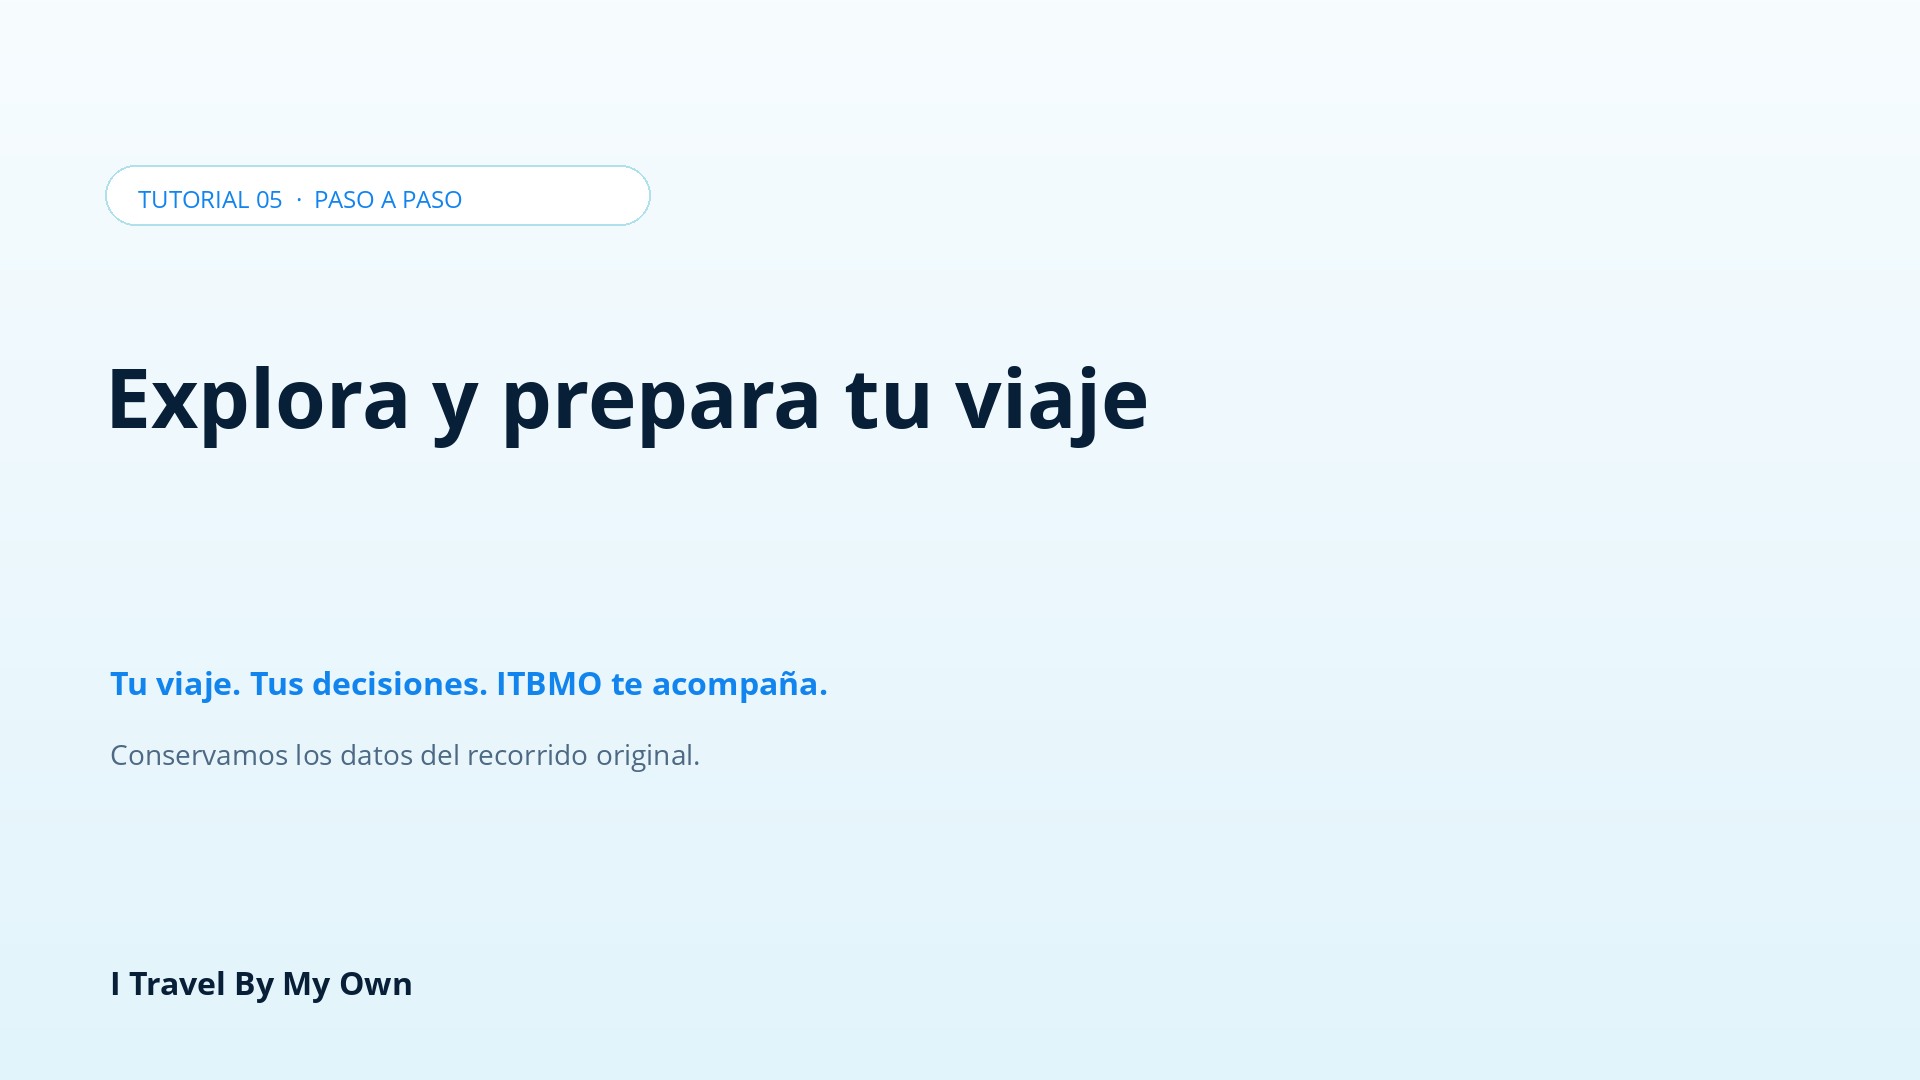 TUTORIAL 05 · PASO A PASO
Explora y prepara tu viaje
Tu viaje. Tus decisiones. ITBMO te acompaña.
Conservamos los datos del recorrido original.
I Travel By My Own